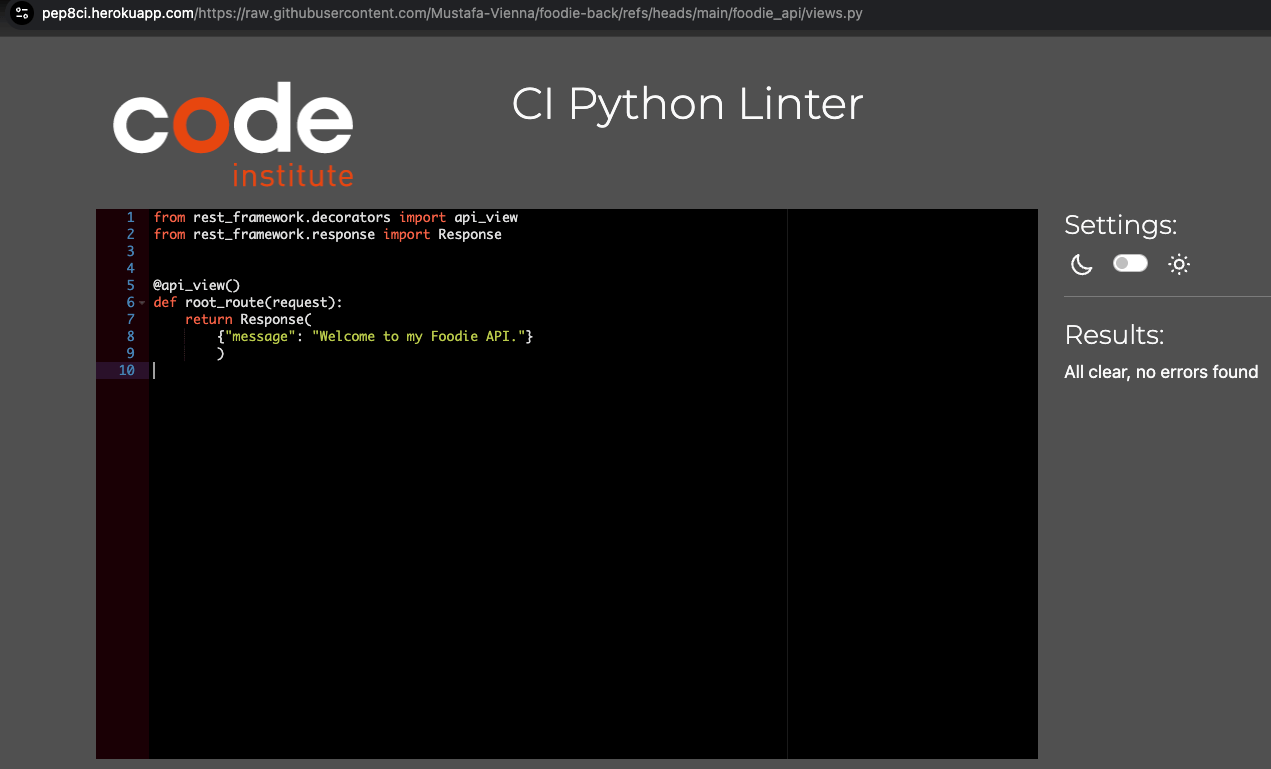 pep8ci.herokuapp.com/https://raw.githubusercontent.com/Mustafa-Vienna/foodie-back/refs/heads/main/foodie_api/views.py
code
institute
CI Python Linter
1 from rest_framework.decorators import api_view
2 from rest_framework.response import Response
3
4
5 @api_view()
6 def root_route(request):
7     return Response(
8         {"message": "Welcome to my Foodie API."}
9         )
10
Settings:
Results:
All clear, no errors found